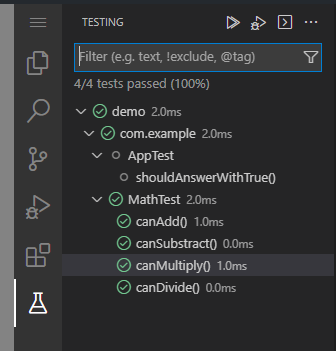 TESTING
Filter (e.g. text, !exclude, @tag)
4/4 tests passed (100%)
demo 2.0ms
com.example 2.0ms
AppTest
shouldAnswerWithTrue()
MathTest 2.0ms
canAdd() 1.0ms
canSubstract() 0.0ms
canMultiply() 1.0ms
canDivide() 0.0ms